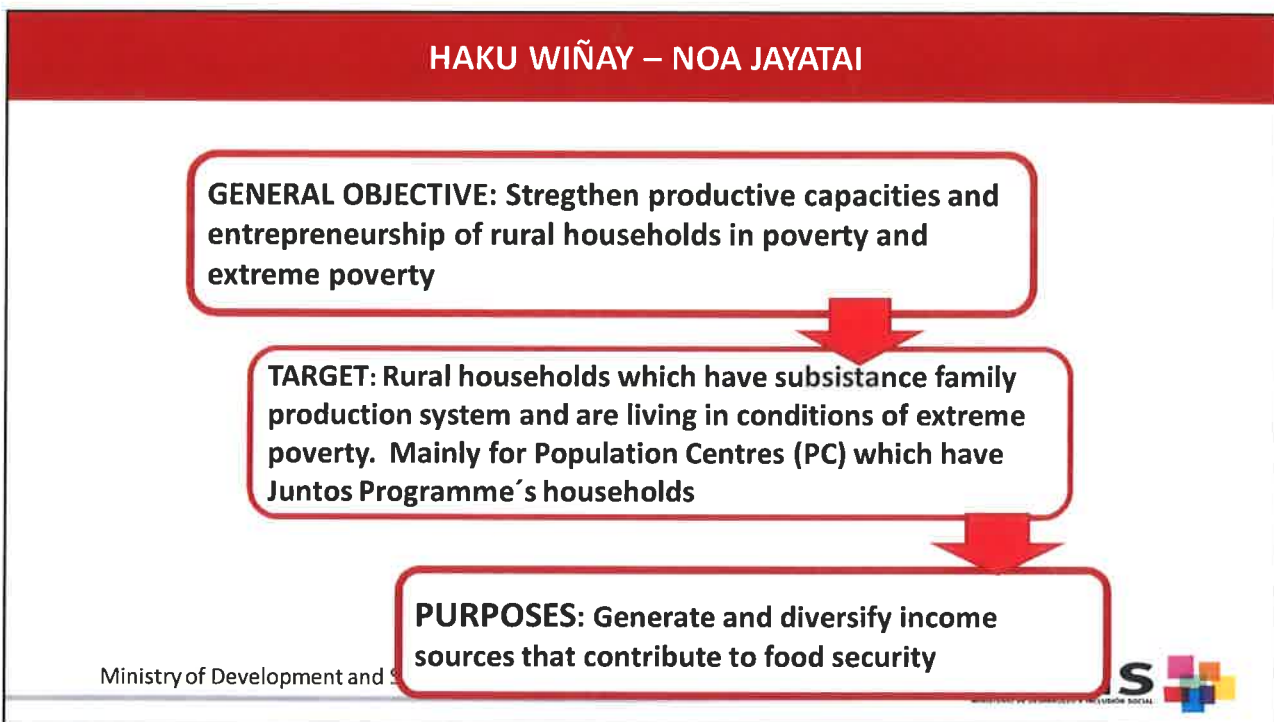 HAKU WIÑAY – NOA JAYATAI
GENERAL OBJECTIVE: Stregthen productive capacities and
entrepreneurship of rural households in poverty and
extreme poverty
TARGET: Rural households which have subsistance family
production system and are living in conditions of extreme
poverty. Mainly for Population Centres (PC) which have
Juntos Programme´s households
PURPOSES: Generate and diversify income
sources that contribute to food security
Ministry of Development and S
IS